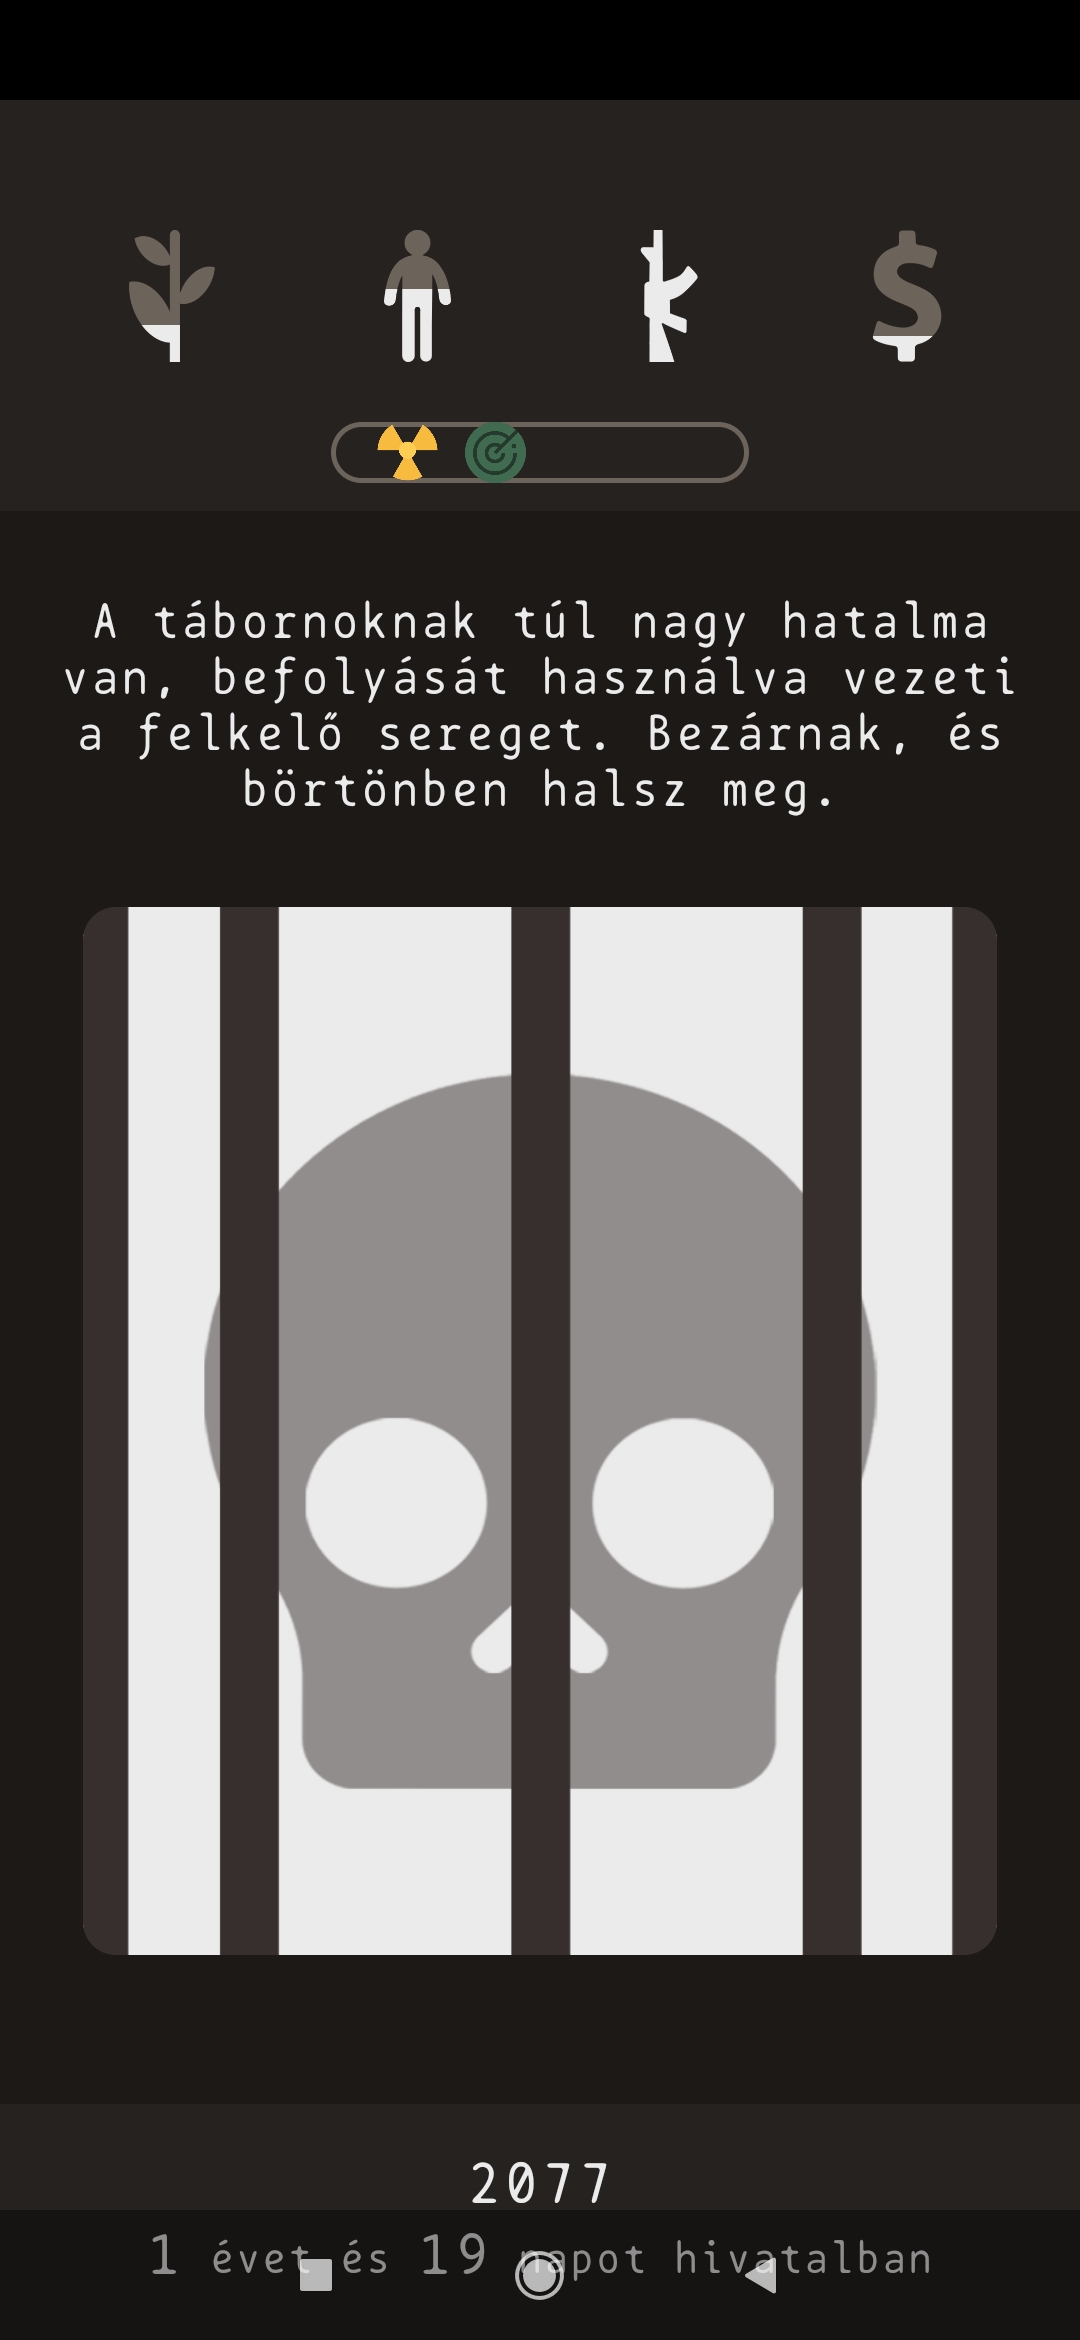 A tábornoknak túl nagy hatalma
van, befolyását használva vezeti
a felkelő sereget. Bezárnak, és
börtönben halsz meg.
2077
1 évet és 19 napot hivatalban